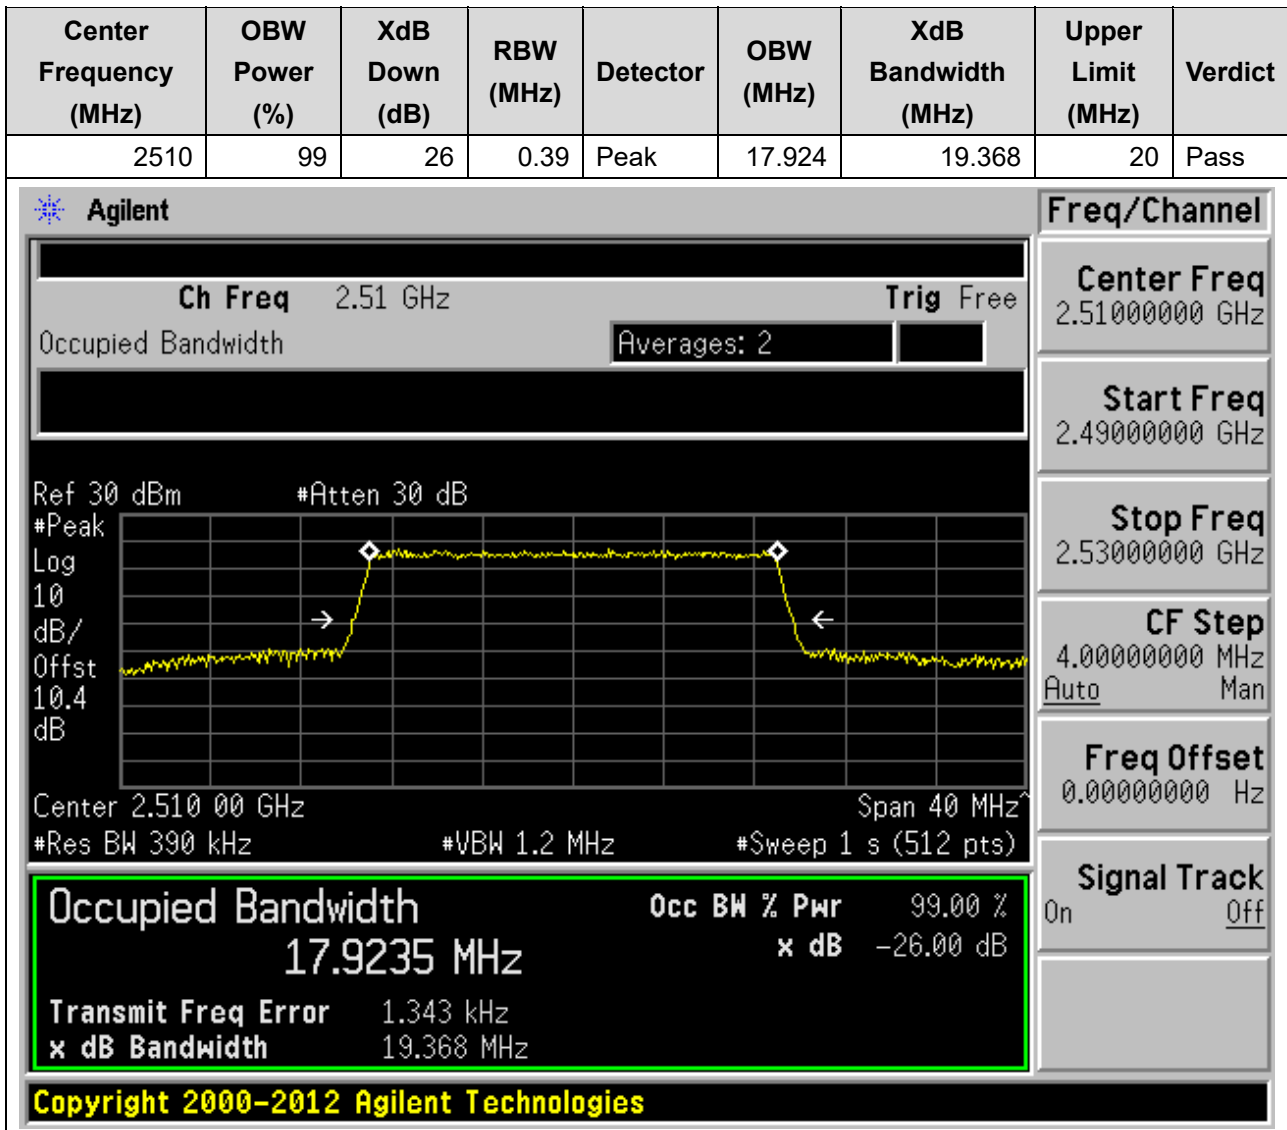 Center Frequency (MHz) OBW Power (%) XdB Down (dB) RBW (MHz) Detector OBW (MHz) XdB Bandwidth (MHz) Upper Limit (MHz) Verdict
2510 99 26 0.39 Peak 17.924 19.368 20 Pass
Agilent
Freq/Channel
Ch Freq 2.51 GHz Trig Free
Occupied Bandwidth Averages: 2
Center Freq
2.51000000 GHz
Start Freq
2.49000000 GHz
Stop Freq
2.53000000 GHz
CF Step
4.00000000 MHz
Auto Man
Freq Offset
0.00000000 Hz
Signal Track
On Off
Ref 30 dBm #Atten 30 dB
#Peak
Log
10
dB/
Offst
10.4
dB
Center 2.510 00 GHz Span 40 MHz^
#Res BW 390 kHz #VBW 1.2 MHz #Sweep 1 s (512 pts)
Occupied Bandwidth Occ BW % Pwr 99.00 %
17.9235 MHz x dB -26.00 dB
Transmit Freq Error 1.343 kHz
x dB Bandwidth 19.368 MHz
Copyright 2000-2012 Agilent Technologies